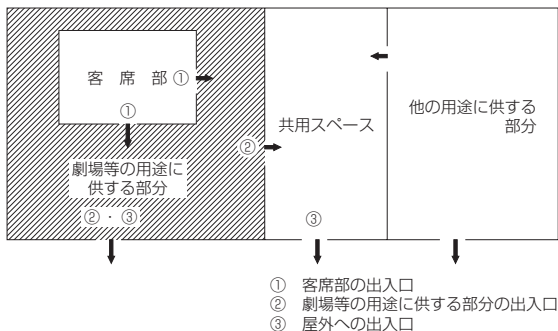 客 席 部 ①
①
他の用途に供する
部分
共用スペース
②
劇場等の用途に
供する部分
② ・ ③
③
① 客席部の出入口
② 劇場等の用途に供する部分の出入口
③ 屋外への出入口